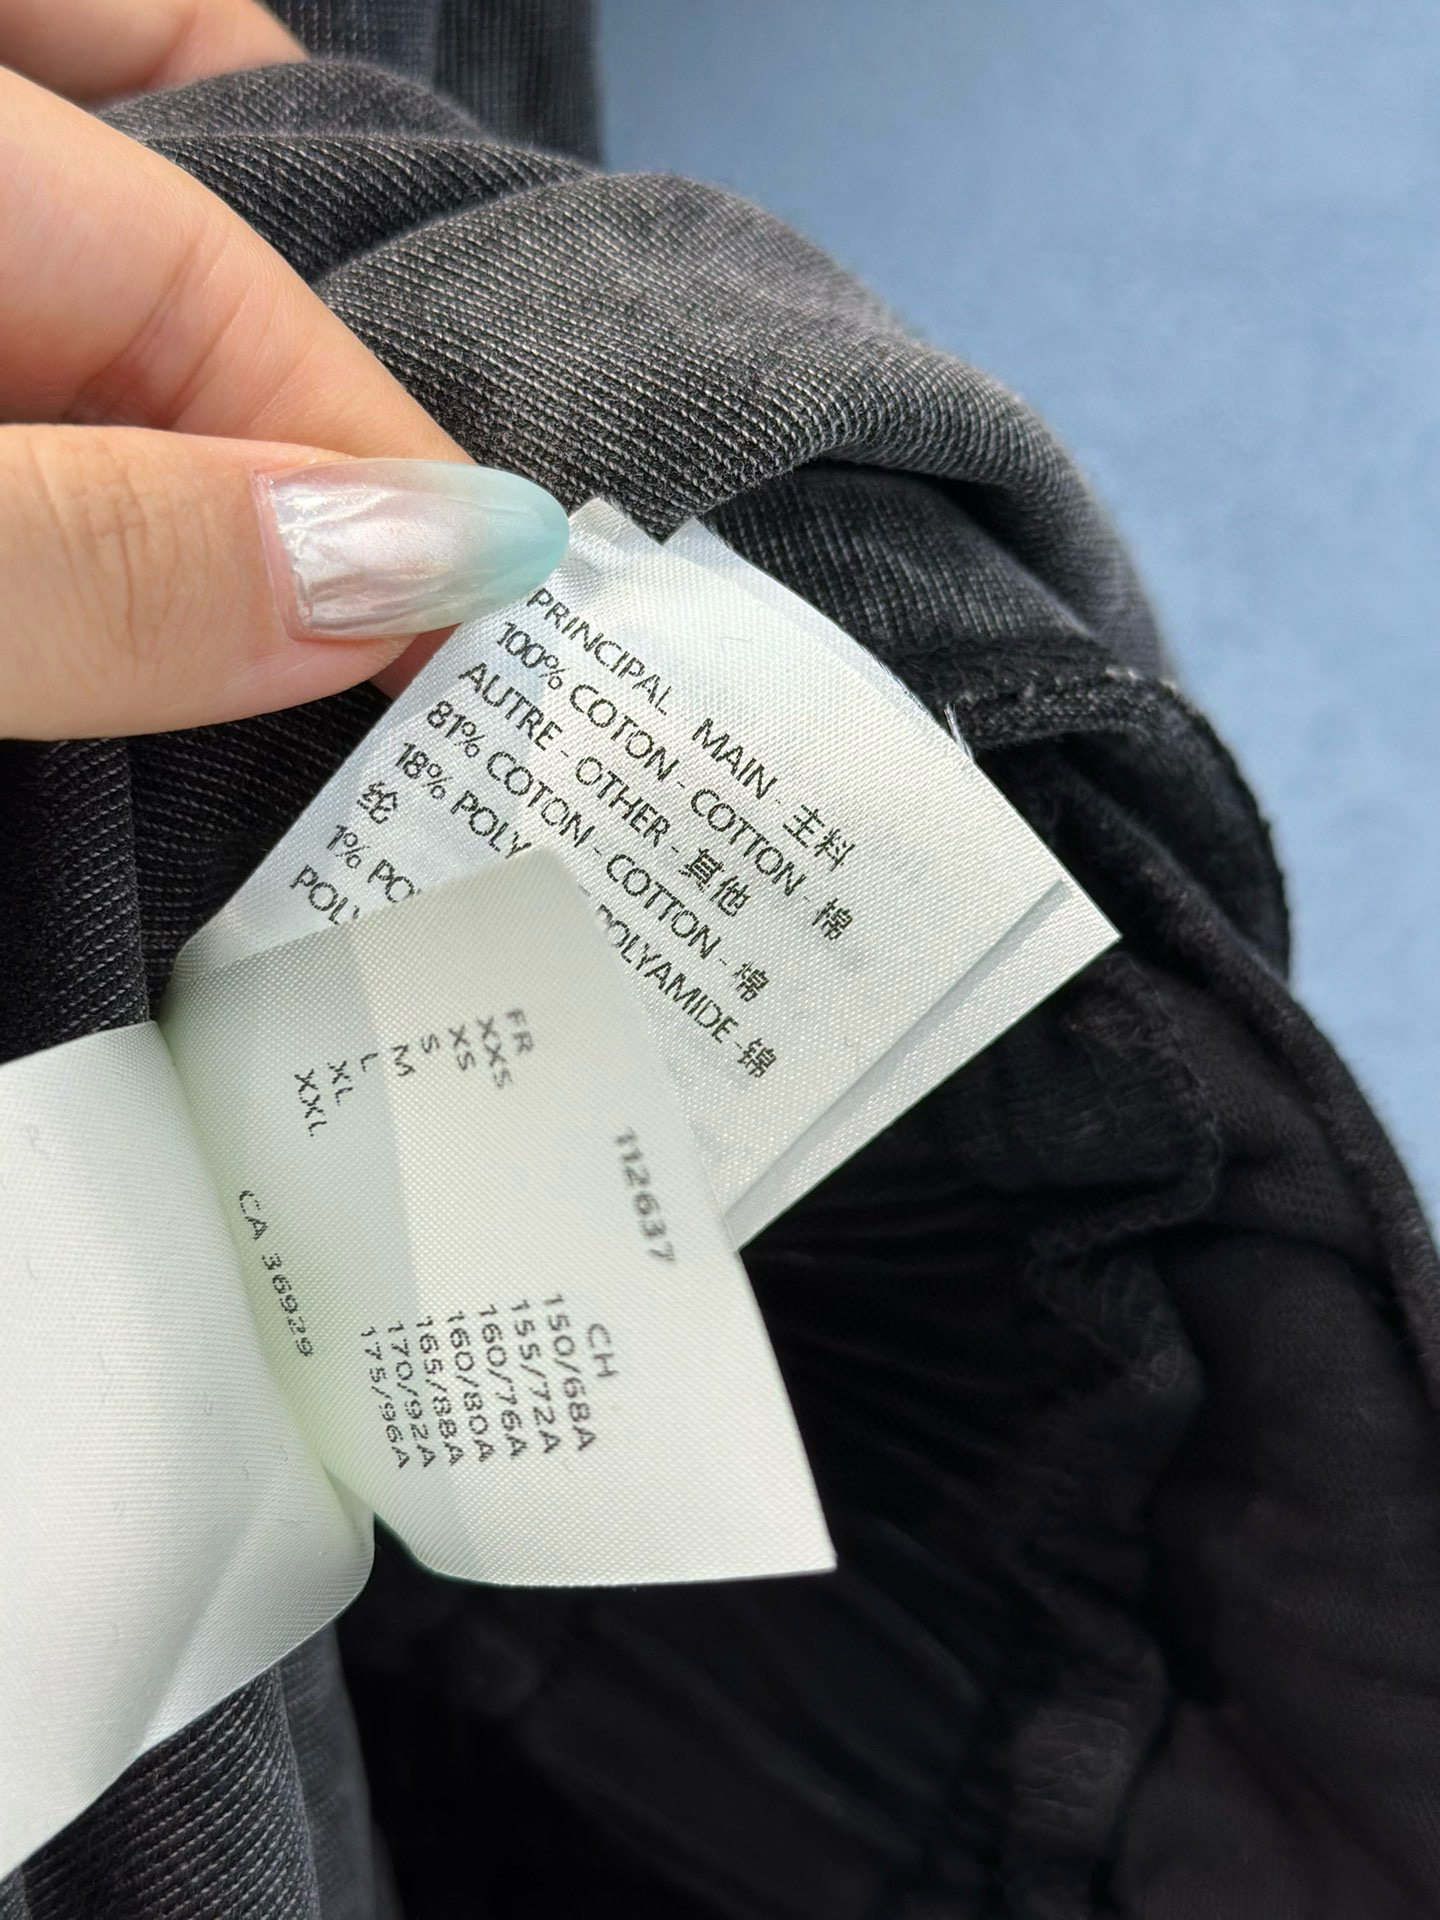 PRINCIPAL - MAIN - 主料
100% COTON - COTTON - 棉
AUTRE - OTHER - 其他
81% COTON - COTTON - 棉
18% POLY POLYAMIDE - 锦
纶
1% PO
POLY
112637
FR CH
XXS 150/68A
XS 155/72A
S 160/76A
M 160/80A
L 165/88A
XL 170/92A
XXL 175/96A
CA 36929